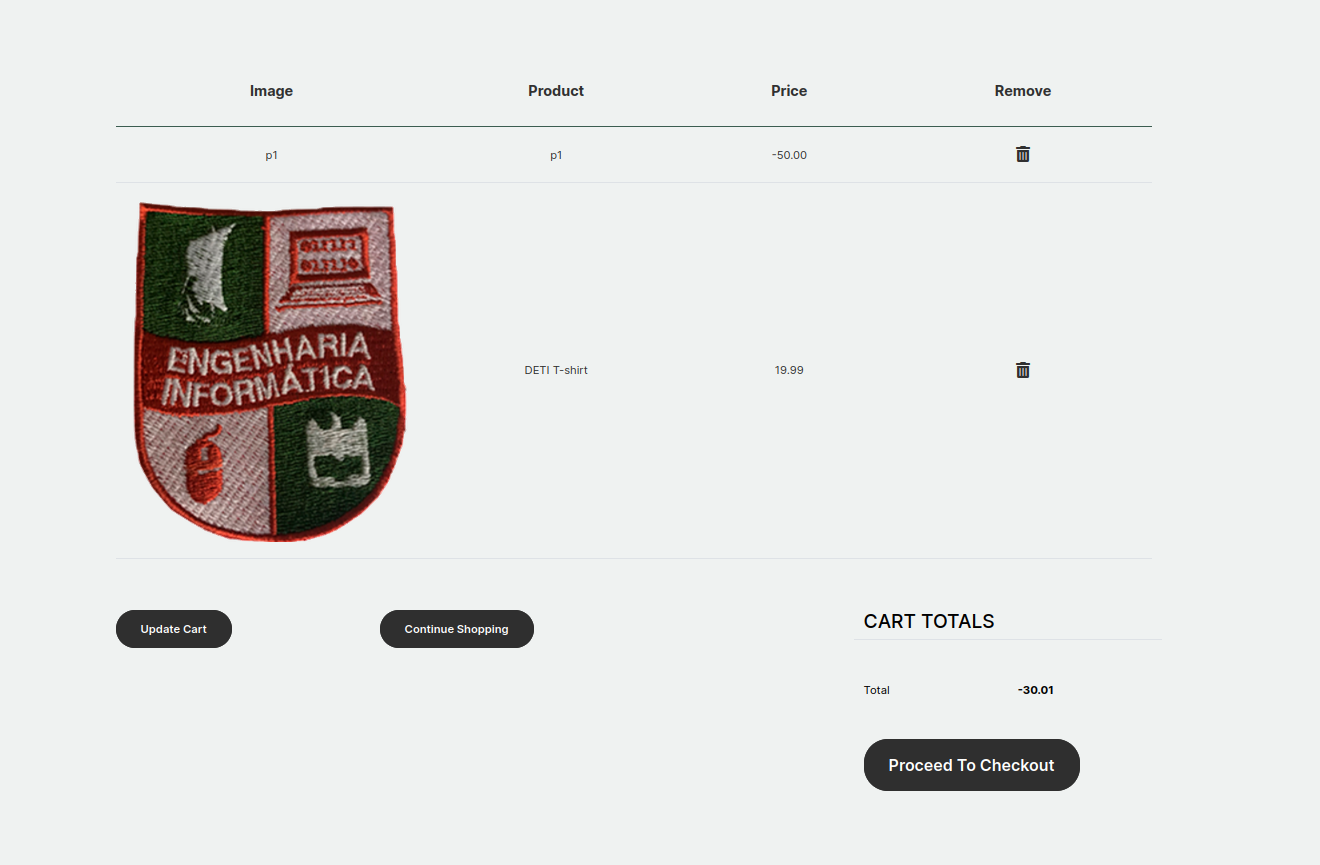 Image Product Price Remove
p1 p1 -50.00
ENGENHARIA
INFORMÁTICA
DETI T-shirt 19.99
Update Cart Continue Shopping
CART TOTALS
Total -30.01
Proceed To Checkout